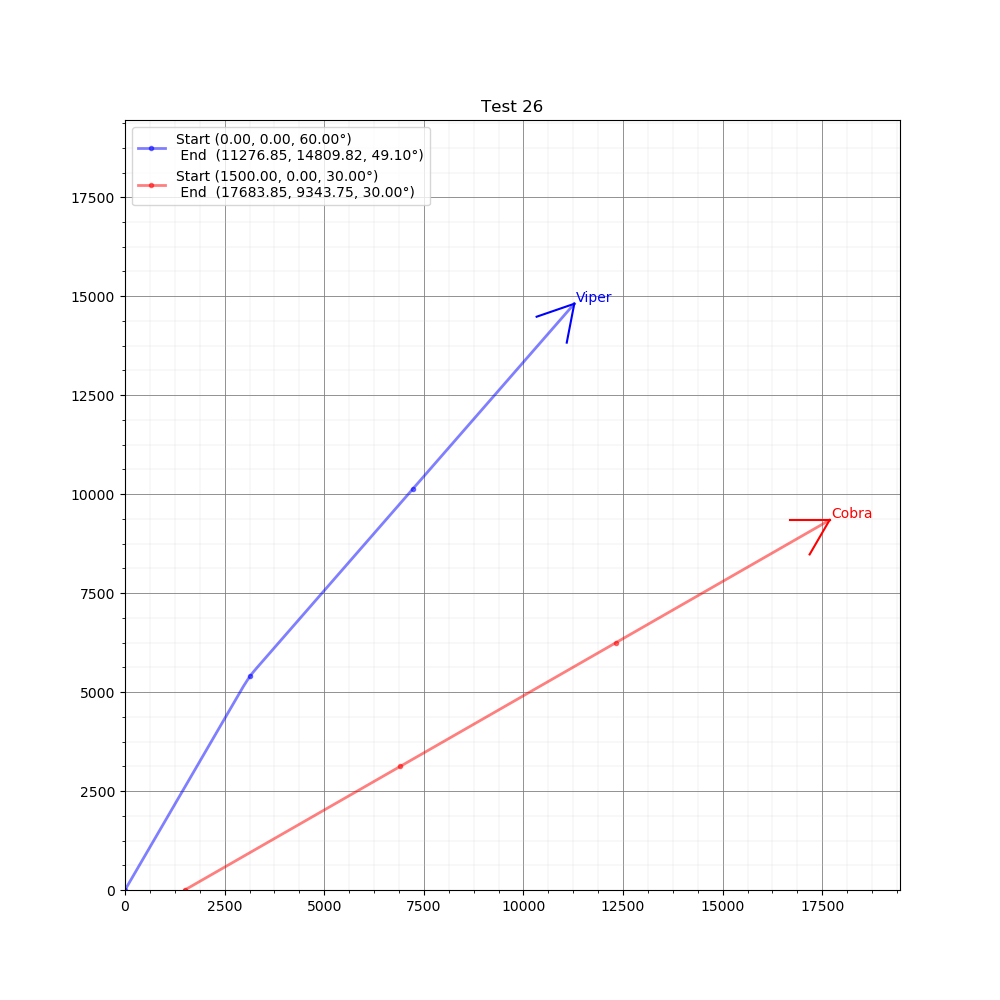 Test 26
Start (0.00, 0.00, 60.00°)
End (11276.85, 14809.82, 49.10°)
Start (1500.00, 0.00, 30.00°)
End (17683.85, 9343.75, 30.00°)
17500
15000
12500
10000
7500
5000
2500
0
Viper
Cobra
0 2500 5000 7500 10000 12500 15000 17500